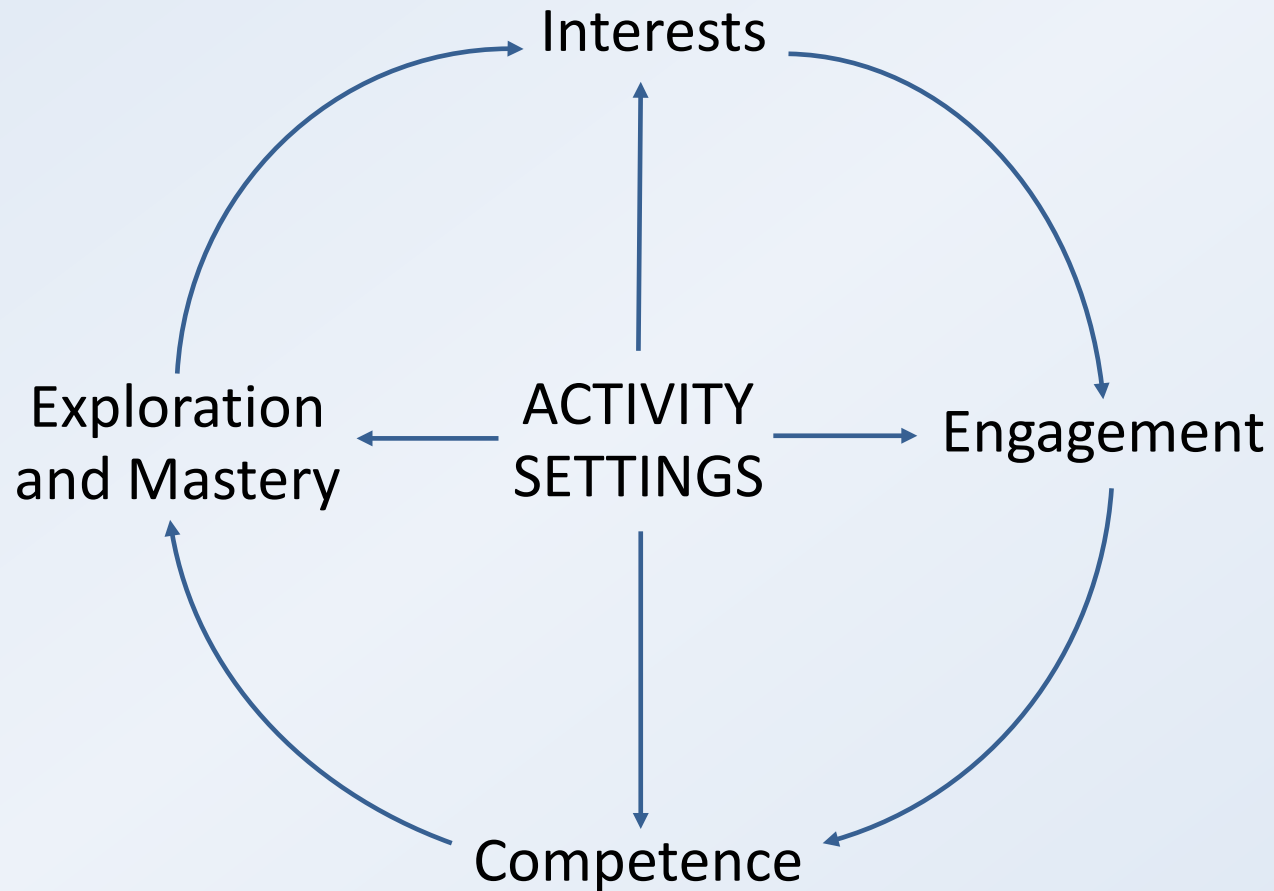 Interests
Exploration
and Mastery
ACTIVITY
SETTINGS
Engagement
Competence